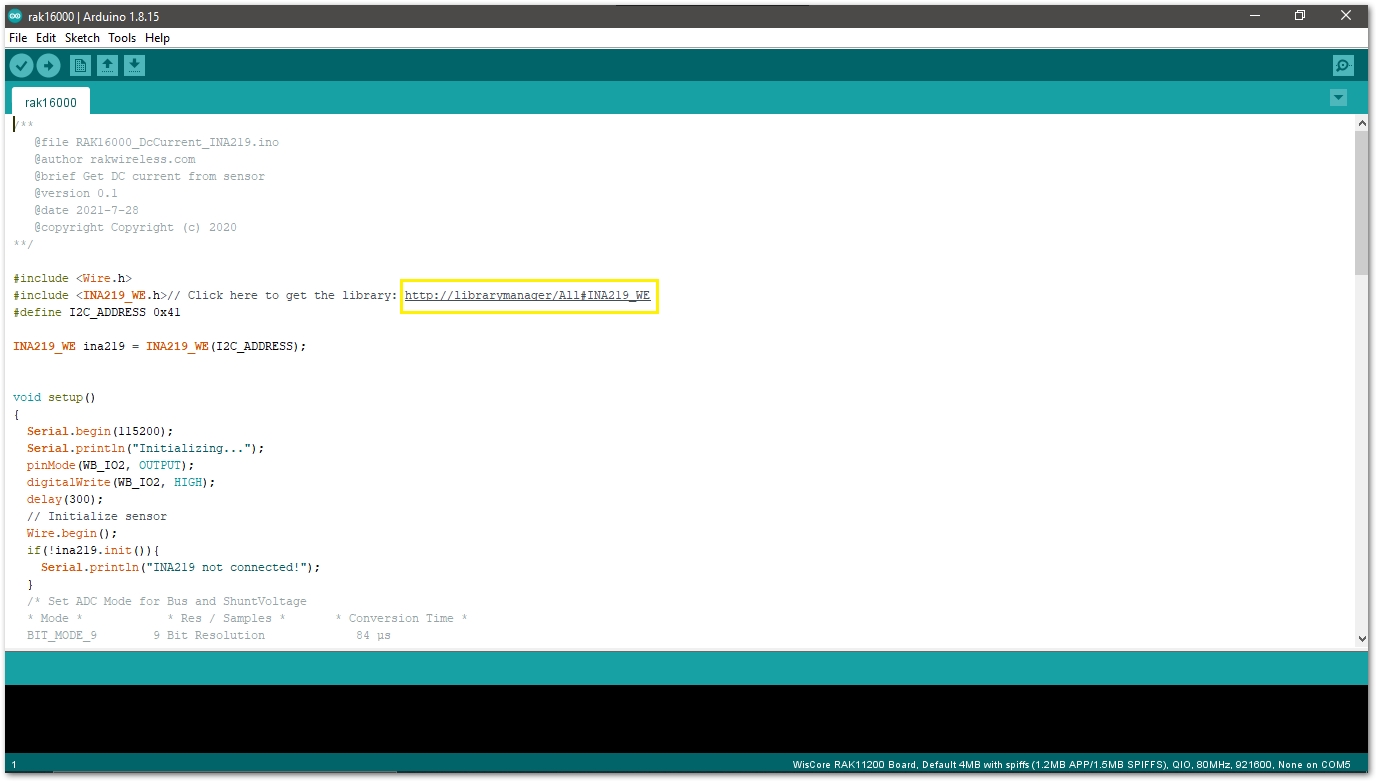 rak16000 | Arduino 1.8.15
File Edit Sketch Tools Help
rak16000
/**
@file RAK16000_DcCurrent_INA219.ino
@author rakwireless.com
@brief Get DC current from sensor
@version 0.1
@date 2021-7-28
@copyright Copyright (c) 2020
**/
#include <Wire.h>
#include <INA219_WE.h>// Click here to get the library: http://librarymanager/All#INA219_WE
#define I2C_ADDRESS 0x41
INA219_WE ina219 = INA219_WE(I2C_ADDRESS);
void setup()
{
Serial.begin(115200);
Serial.println("Initializing...");
pinMode(WB_IO2, OUTPUT);
digitalWrite(WB_IO2, HIGH);
delay(300);
// Initialize sensor
Wire.begin();
if(!ina219.init()){
Serial.println("INA219 not connected!");
}
/* Set ADC Mode for Bus and ShuntVoltage
* Mode * * Res / Samples * * Conversion Time *
BIT_MODE_9 9 Bit Resolution 84 µs
1 WisCore RAK11200 Board, Default 4MB with spiffs (1.2MB APP/1.5MB SPIFFS), QIO, 80MHz, 921600, None on COM5